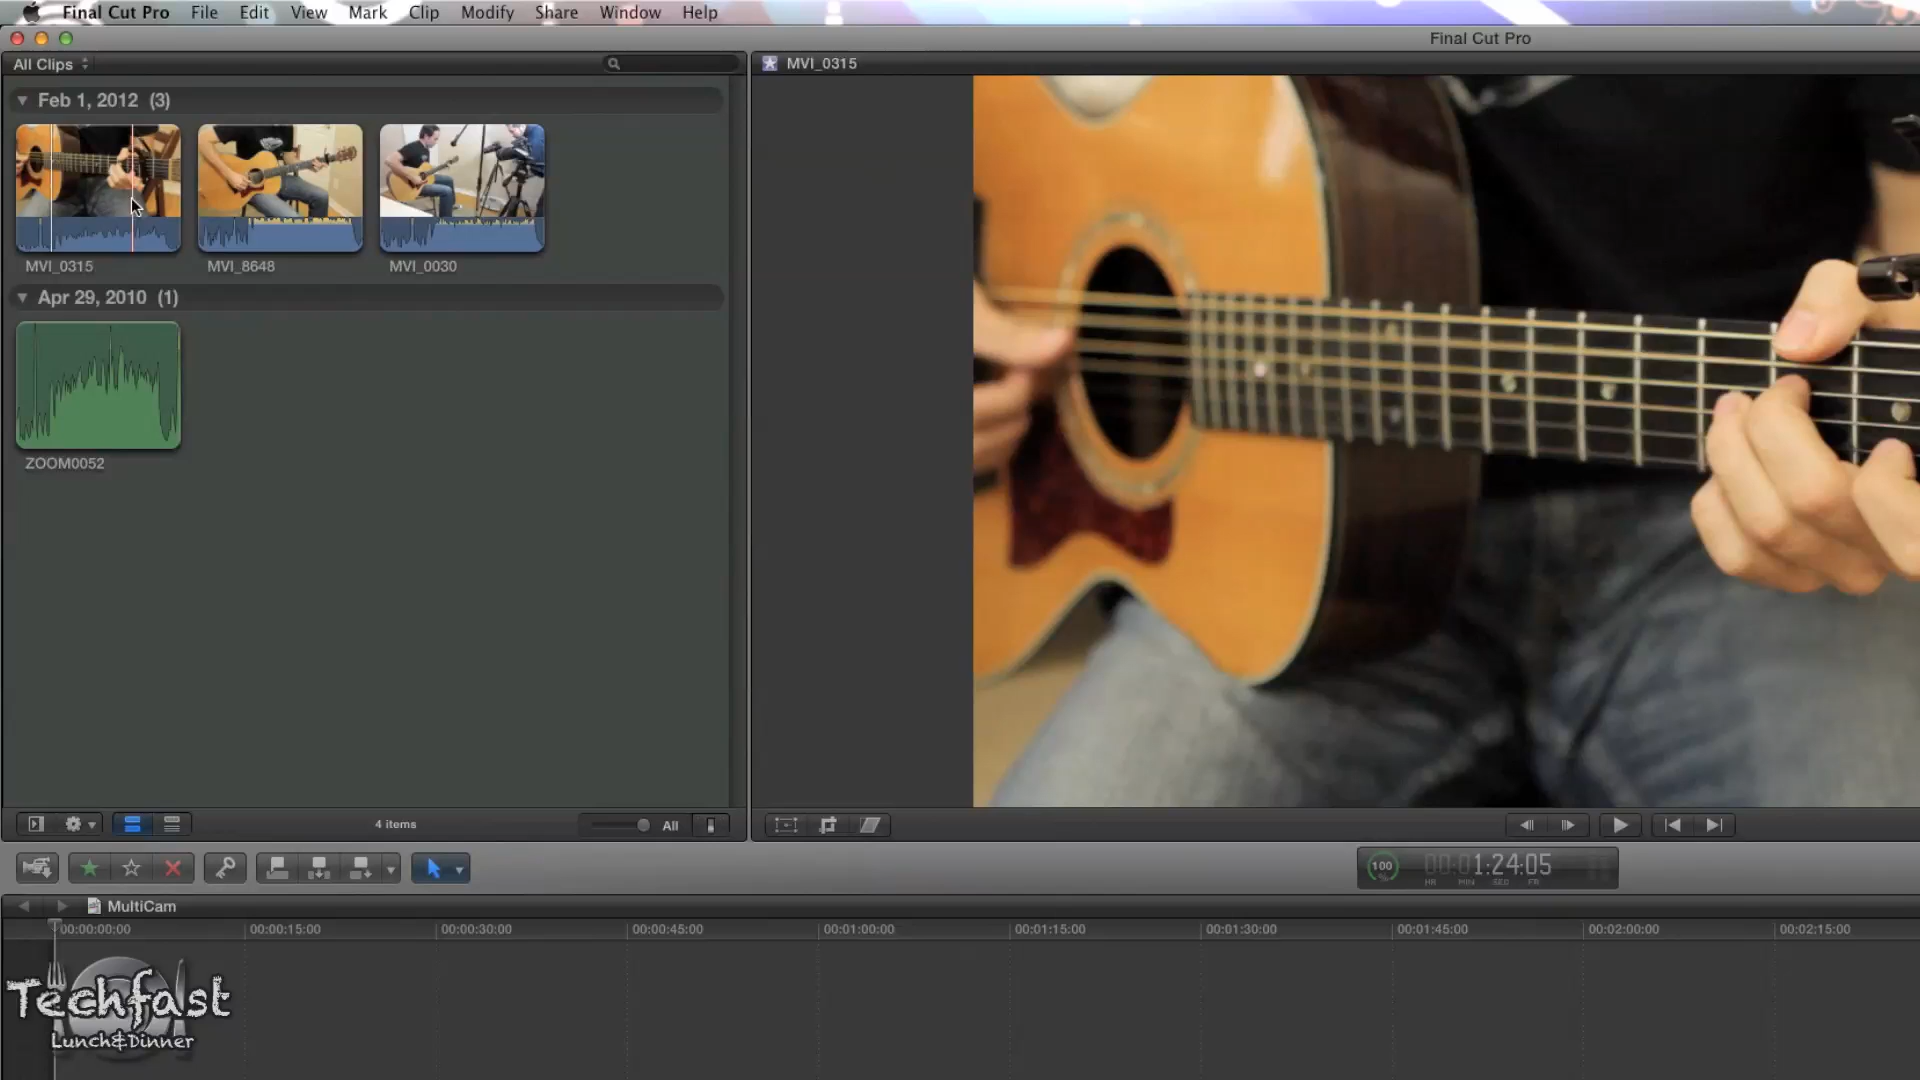 Final Cut Pro File Edit View Mark Clip Modify Share Window Help
Final Cut Pro
All Clips
MVI_0315
Feb 1, 2012 (3)
MVI_0315 MVI_8648 MVI_0030
Apr 29, 2010 (1)
ZOOM0052
4 items
All
100 00:01:24:05
% HR MIN SEC FR
MultiCam
00:00:00:00 00:00:15:00 00:00:30:00 00:00:45:00 00:01:00:00 00:01:15:00 00:01:30:00 00:01:45:00 00:02:00:00 00:02:15:00
Techfast
Lunch&Dinner